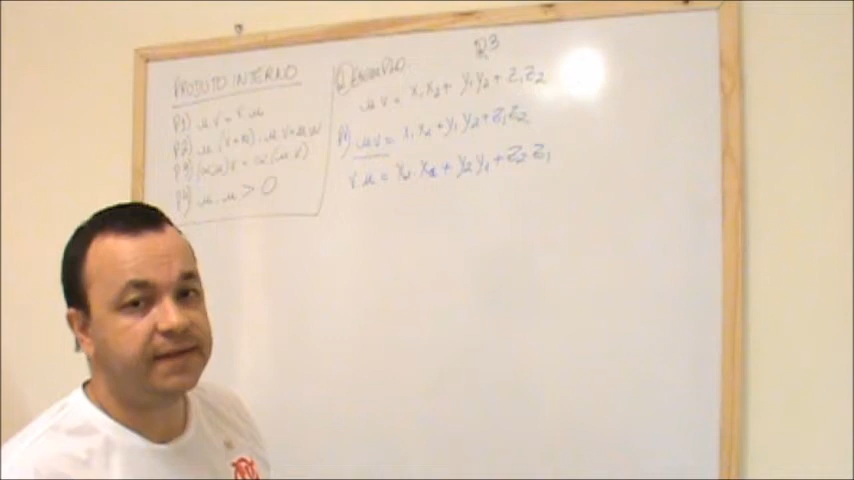 PRODUTO INTERNO
P1) u.v = v.u
P2) u.(v+w) = u.v + u.w
P3) (αu).v = α(u.v)
P4) u.u > 0
1) EXEMPLO. R3
u.v = x1x2 + y1y2 + z1z2
P1) u.v = x1x2 + y1y2 + z1z2
v.u = x2.x1 + y2y1 + z2z1